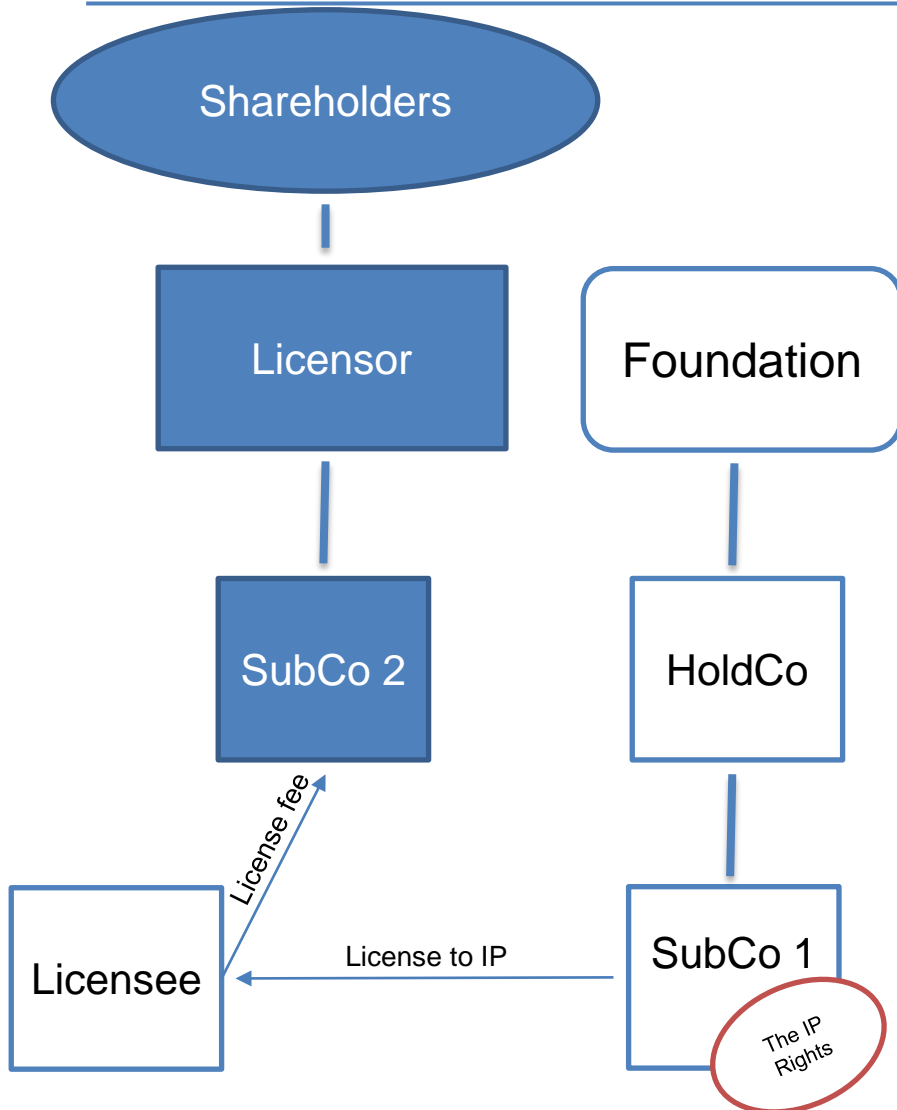 Shareholders
Licensor
Foundation
SubCo 2
HoldCo
License fee
Licensee
License to IP
SubCo 1
The IP
Rights